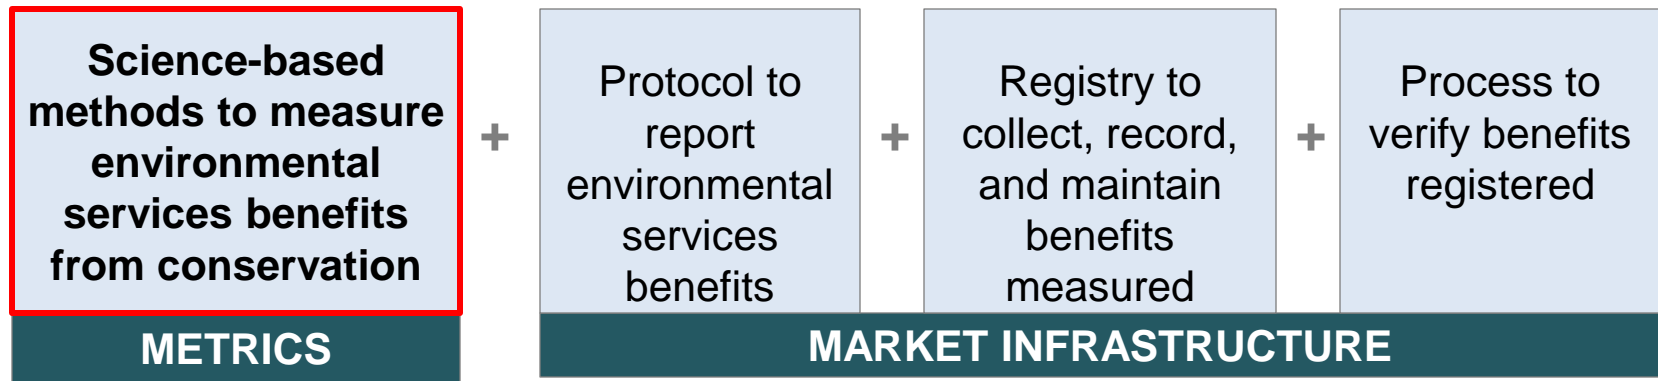 Science-based
methods to measure
environmental
services benefits
from conservation
METRICS
+
Protocol to
report
environmental
services
benefits
+
Registry to
collect, record,
and maintain
benefits
measured
+
Process to
verify benefits
registered
MARKET INFRASTRUCTURE